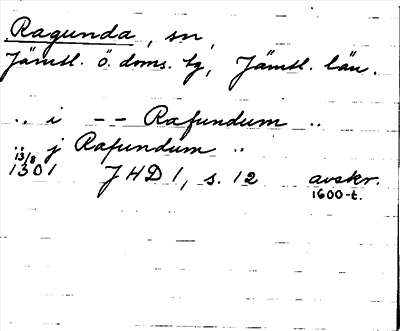 Ragunda, sn,
Jämtl. ö. doms. tg, Jämtl. län.
.. i -- Rafundum ..
.. j Rafundum ..
13/8
1301 JHD 1, s. 12 avskr.
1600-t.